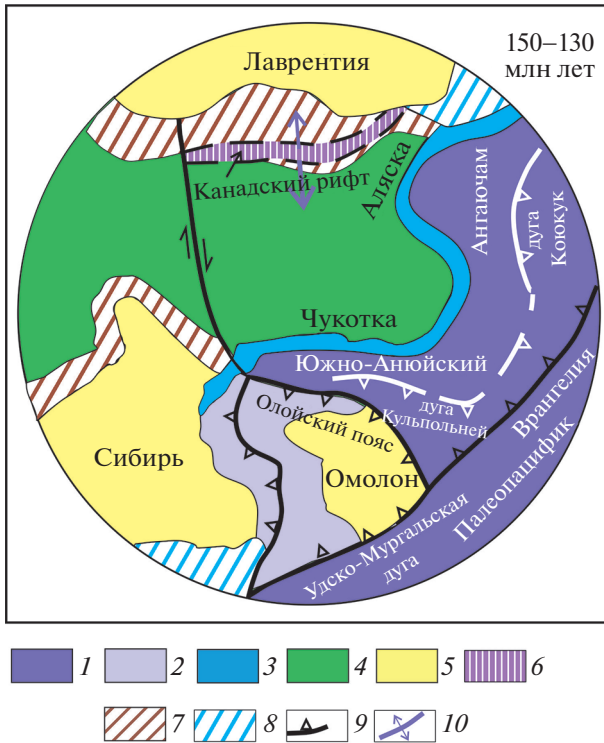 Лаврентия
150–130
млн лет
Канадский рифт
Аляска
Ангаючам
дуга
Коюкук
Чукотка
Южно-Анюйский
дуга
Кульпольней
Олойский пояс
Врангелия
Сибирь
Омолон
Палеопацифик
Удско-Мургальская
дуга
1 2 3 4 5 6
7 8 9 10